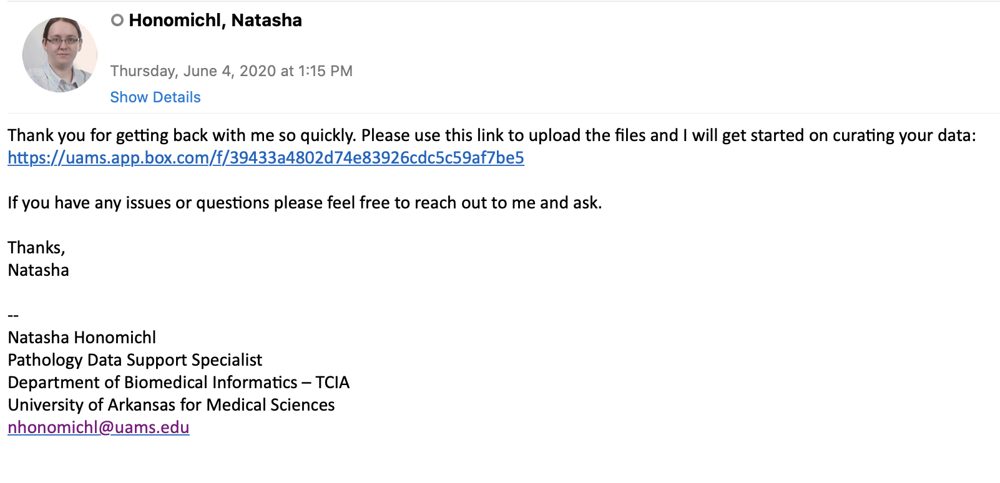 Honomichl, Natasha
Thursday, June 4, 2020 at 1:15 PM
Show Details
Thank you for getting back with me so quickly. Please use this link to upload the files and I will get started on curating your data:
https://uams.app.box.com/f/39433a4802d74e83926cdc5c59af7be5
If you have any issues or questions please feel free to reach out to me and ask.
Thanks,
Natasha
--
Natasha Honomichl
Pathology Data Support Specialist
Department of Biomedical Informatics – TCIA
University of Arkansas for Medical Sciences
nhonomichl@uams.edu